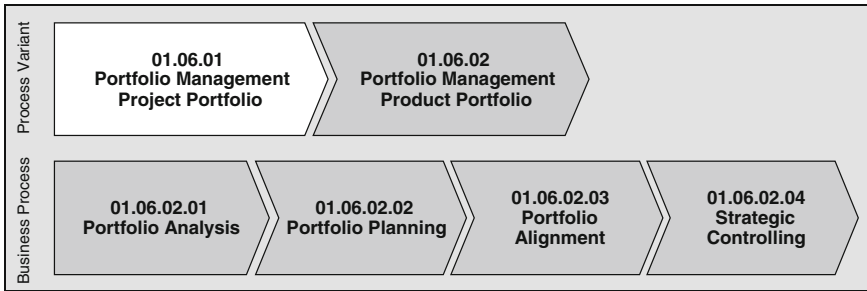 Process Variant
01.06.01
Portfolio Management
Project Portfolio
01.06.02
Portfolio Management
Product Portfolio
Business Process
01.06.02.01
Portfolio Analysis
01.06.02.02
Portfolio Planning
01.06.02.03
Portfolio
Alignment
01.06.02.04
Strategic
Controlling